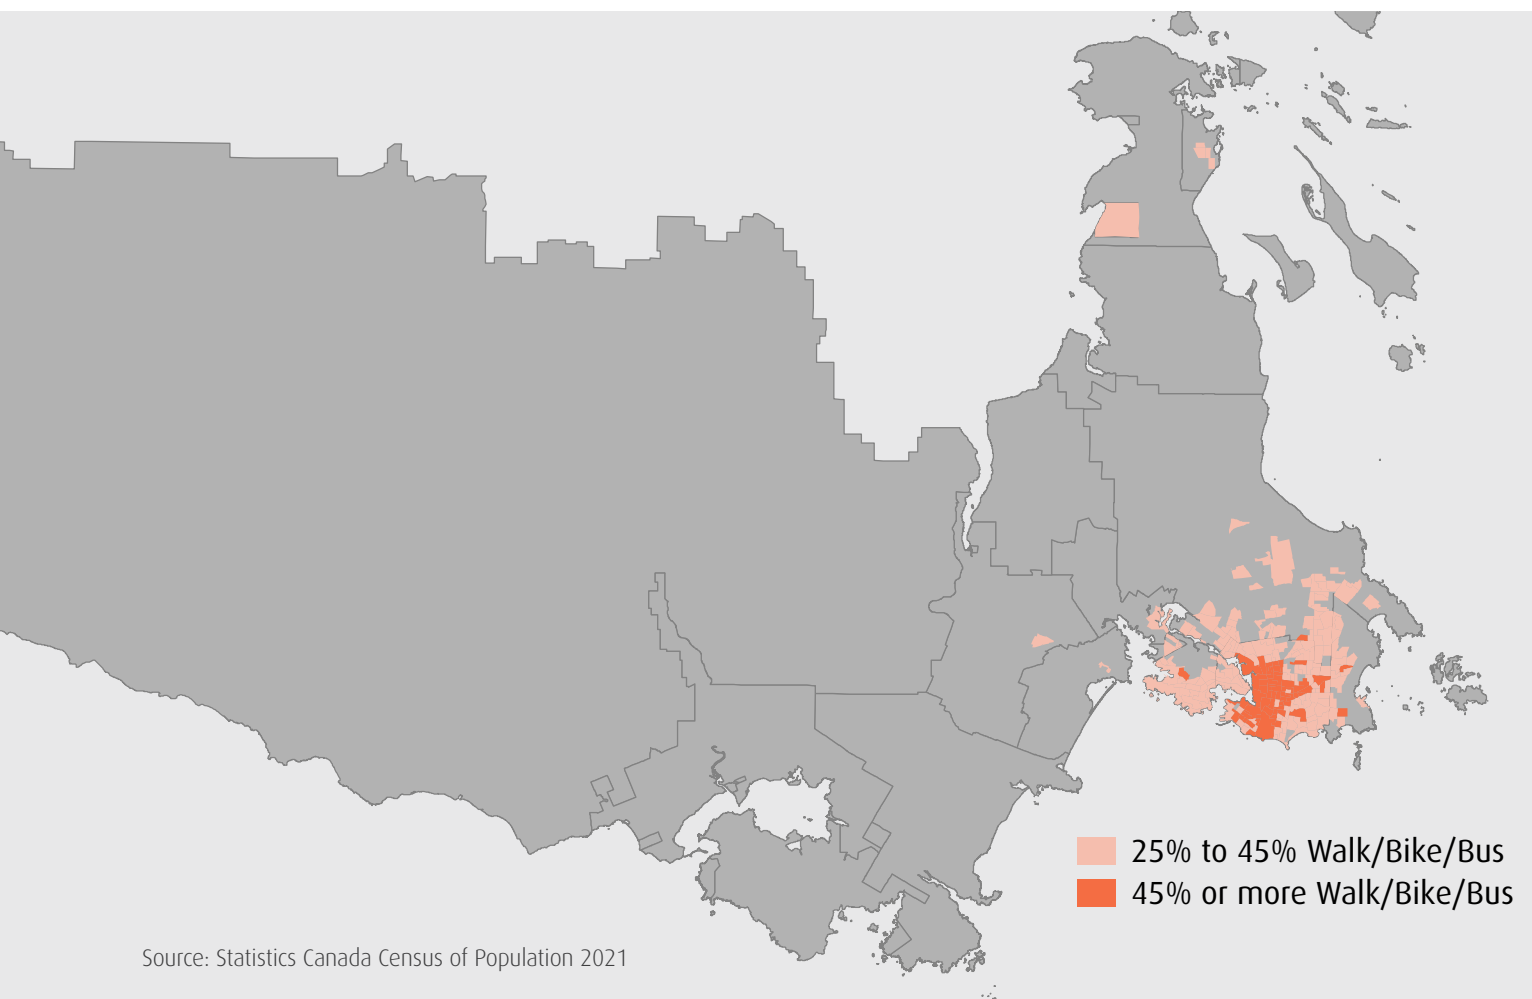 25% to 45% Walk/Bike/Bus
45% or more Walk/Bike/Bus
Source: Statistics Canada Census of Population 2021